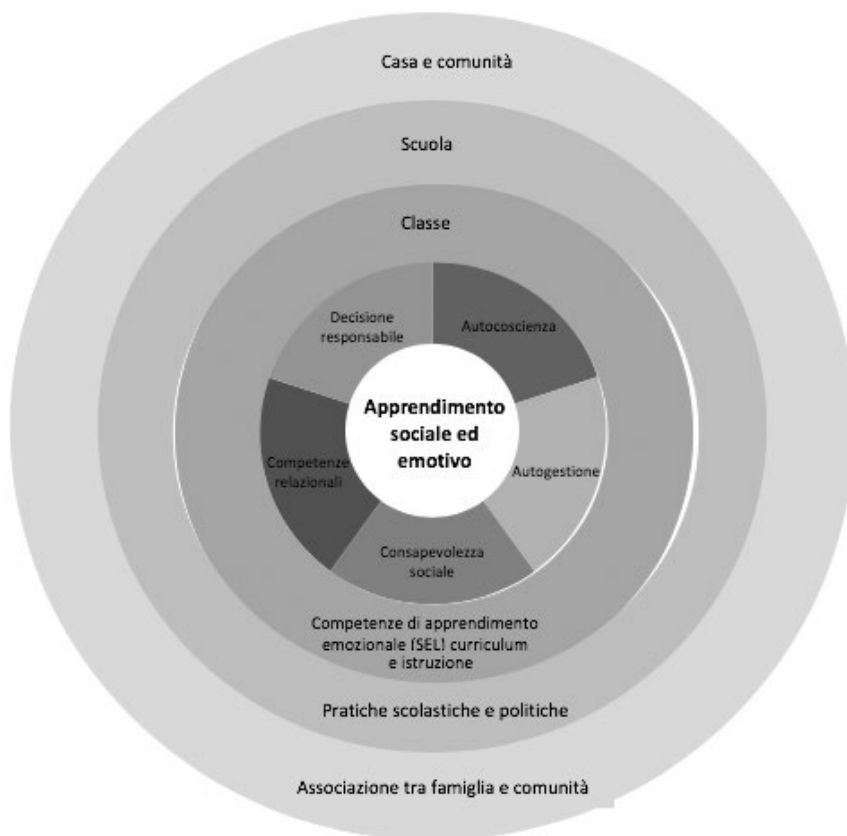 Casa e comunità
Scuola
Classe
Decisione
responsabile
Autocoscienza
Apprendimento
sociale ed
emotivo
Competenze
relazionali
Autogestione
Consapevolezza
sociale
Competenze di apprendimento
emozionale (SEL) curriculum
e istruzione
Pratiche scolastiche e politiche
Associazione tra famiglia e comunità